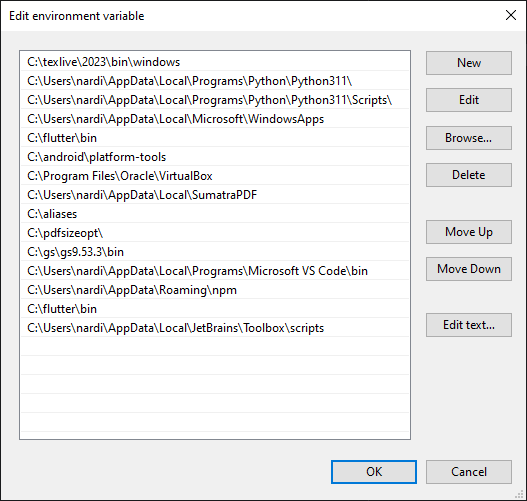 Edit environment variable
C:\texlive\2023\bin\windows
C:\Users\nardi\AppData\Local\Programs\Python\Python311\
C:\Users\nardi\AppData\Local\Programs\Python\Python311\Scripts\
C:\Users\nardi\AppData\Local\Microsoft\WindowsApps
C:\flutter\bin
C:\android\platform-tools
C:\Program Files\Oracle\VirtualBox
C:\Users\nardi\AppData\Local\SumatraPDF
C:\aliases
C:\pdfsizeopt\
C:\gs\gs9.53.3\bin
C:\Users\nardi\AppData\Local\Programs\Microsoft VS Code\bin
C:\Users\nardi\AppData\Roaming\npm
C:\flutter\bin
C:\Users\nardi\AppData\Local\JetBrains\Toolbox\scripts
New
Edit
Browse...
Delete
Move Up
Move Down
Edit text...
OK
Cancel